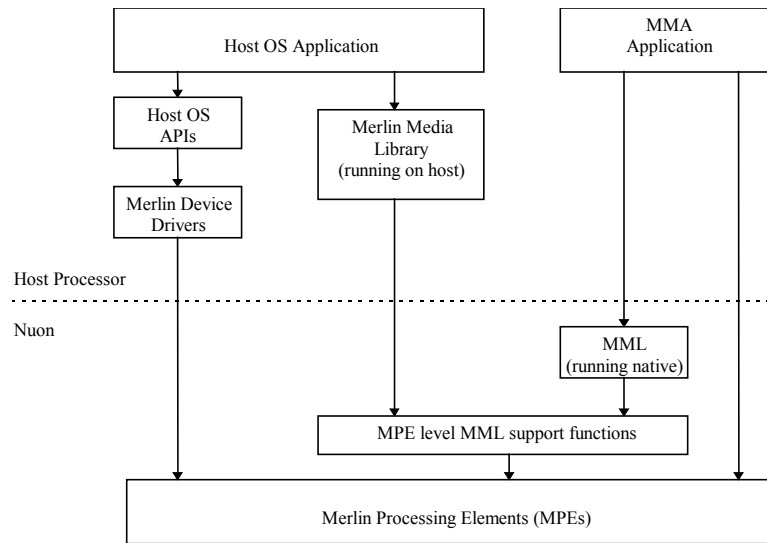 Host OS Application
MMA
Application
Host OS
APIs
Merlin Media
Library
(running on host)
Merlin Device
Drivers
Host Processor
Nuon
MML
(running native)
MPE level MML support functions
Merlin Processing Elements (MPEs)